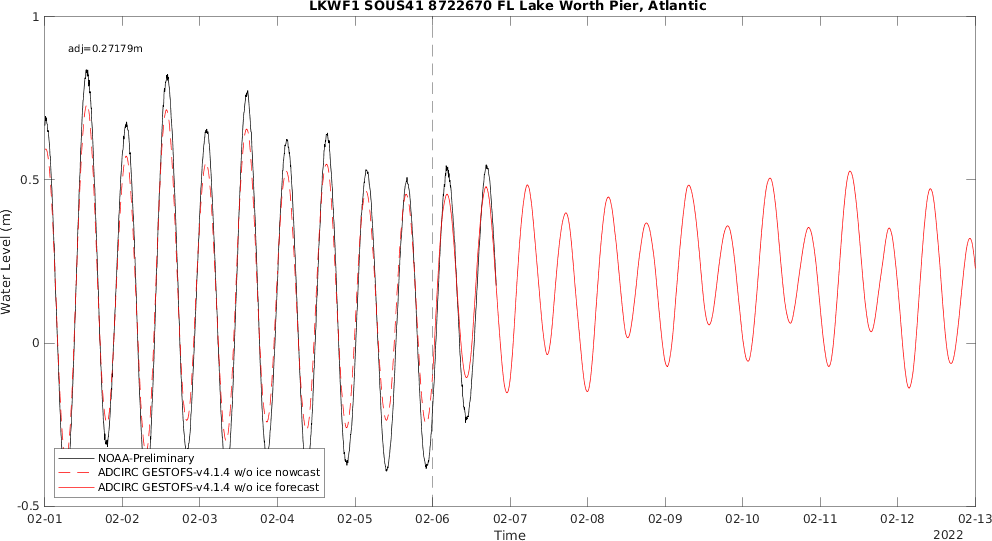 LKWF1 SOUS41 8722670 FL Lake Worth Pier, Atlantic
adj=0.27179m
1
0.5
0
-0.5
Water Level (m)
NOAA-Preliminary
ADCIRC GESTOFS-v4.1.4 w/o ice nowcast
ADCIRC GESTOFS-v4.1.4 w/o ice forecast
02-01 02-02 02-03 02-04 02-05 02-06 02-07 02-08 02-09 02-10 02-11 02-12 02-13
Time
2022